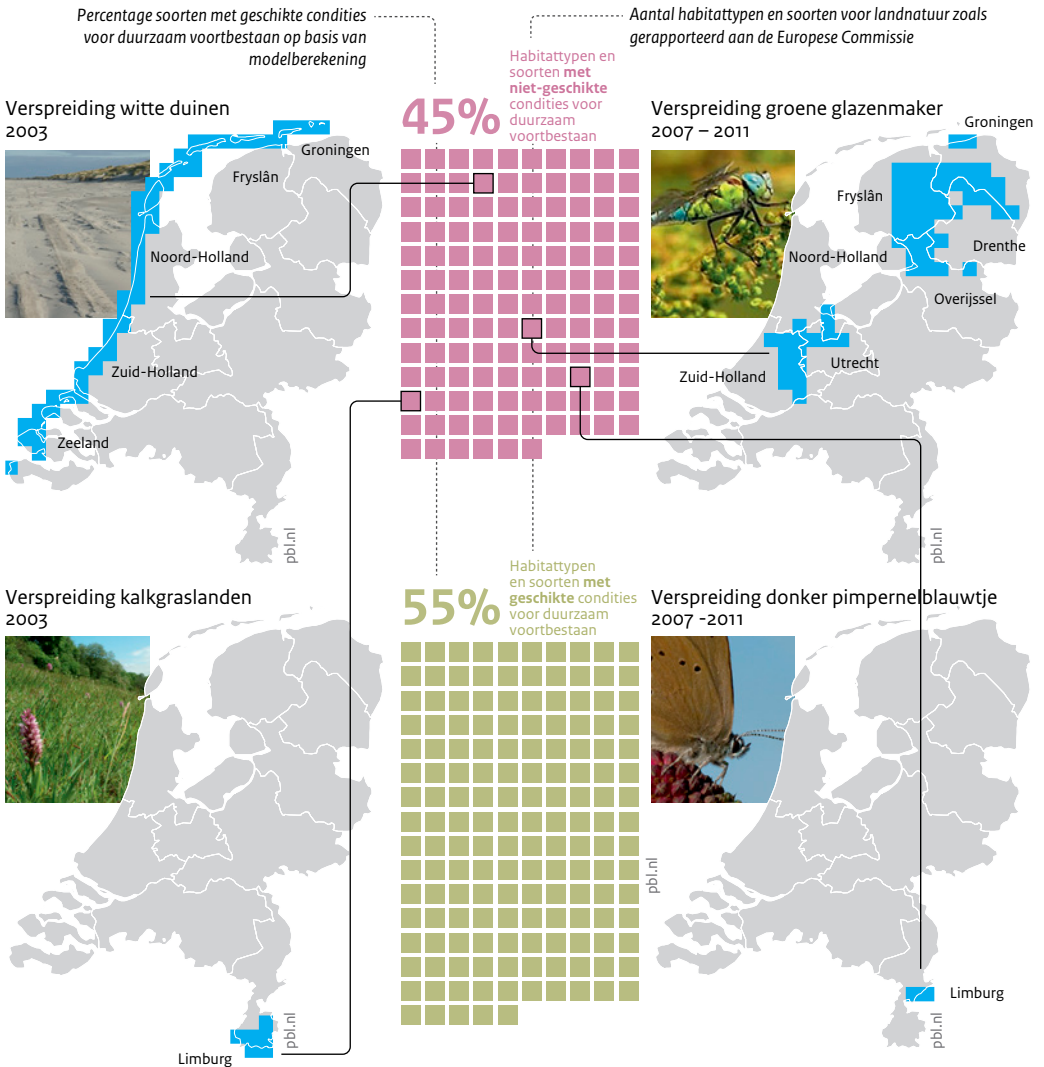 Percentage soorten met geschikte condities
voor duurzaam voortbestaan op basis van
modelberekening
Aantal habitattypen en soorten voor landnatuur zoals
gerapporteerd aan de Europese Commissie
45%
Habitattypen en
soorten met
niet-geschikte
condities voor
duurzaam
voortbestaan
Verspreiding witte duinen
2003
Groningen
Fryslân
Noord-Holland
Zuid-Holland
Zeeland
pbl.nl
Verspreiding groene glazenmaker
2007 – 2011
Groningen
Fryslân
Drenthe
Noord-Holland
Overijssel
Utrecht
Zuid-Holland
pbl.nl
55%
Habitattypen
en soorten met
geschikte condities
voor duurzaam
voortbestaan
pbl.nl
Verspreiding kalkgraslanden
2003
Limburg
pbl.nl
Verspreiding donker pimpernelblauwtje
2007 -2011
Limburg
pbl.nl